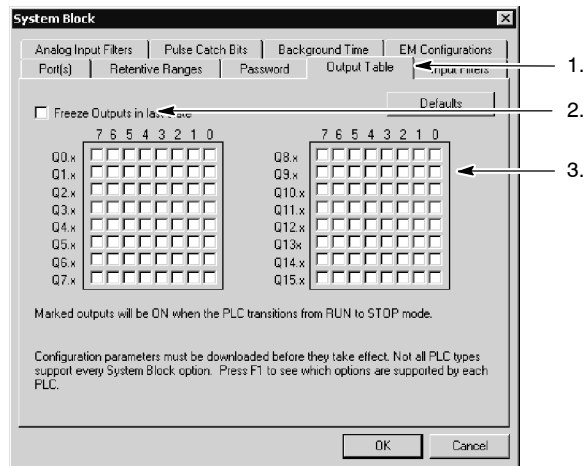 System Block
Analog Input Filters Pulse Catch Bits Background Time EM Configurations
Port(s) Retentive Ranges Password Output Table Input Filters
1.
Defaults
Freeze Outputs in last state
2.
7 6 5 4 3 2 1 0 7 6 5 4 3 2 1 0
Q0.x Q8.x
3.
Q1.x Q9.x
Q2.x Q10.x
Q3.x Q11.x
Q4.x Q12.x
Q5.x Q13x
Q6.x Q14.x
Q7.x Q15.x
Marked outputs will be ON when the PLC transitions from RUN to STOP mode.
Configuration parameters must be downloaded before they take effect. Not all PLC types
support every System Block option. Press F1 to see which options are supported by each
PLC.
OK Cancel